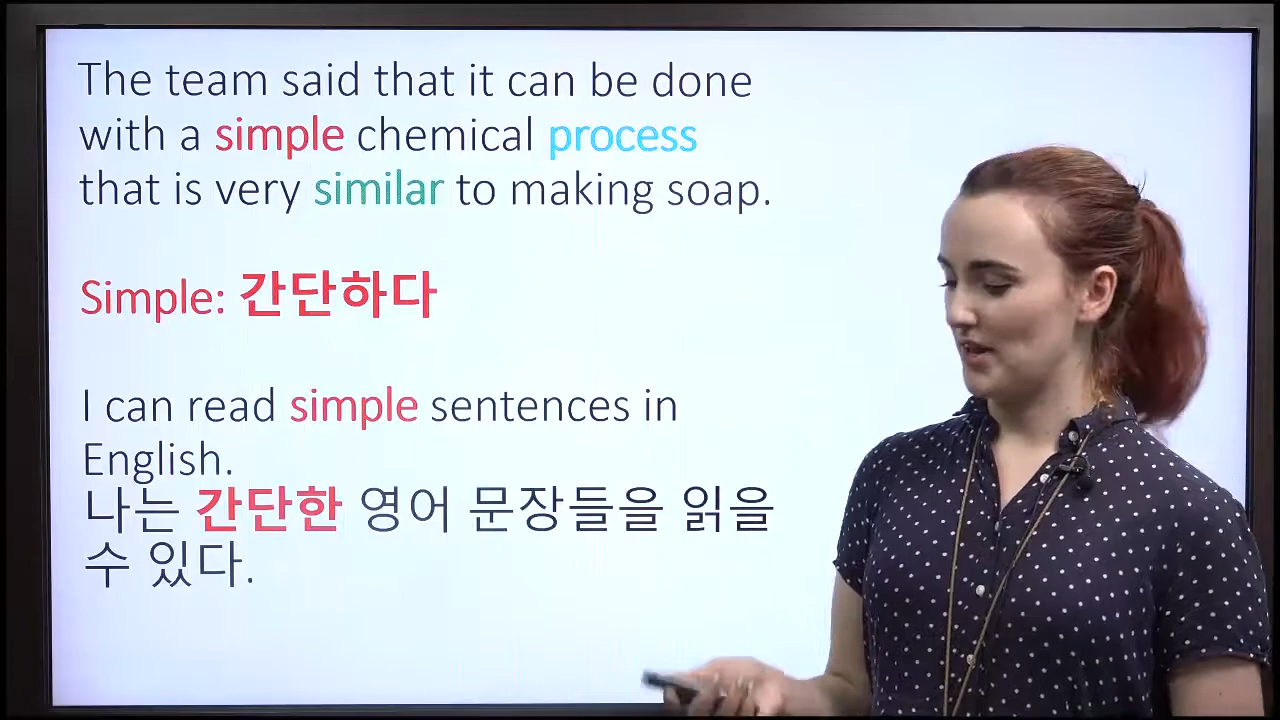 The team said that it can be done
with a simple chemical process
that is very similar to making soap.
Simple: 간단하다
I can read simple sentences in
English.
나는 간단한 영어 문장들을 읽을
수 있다.